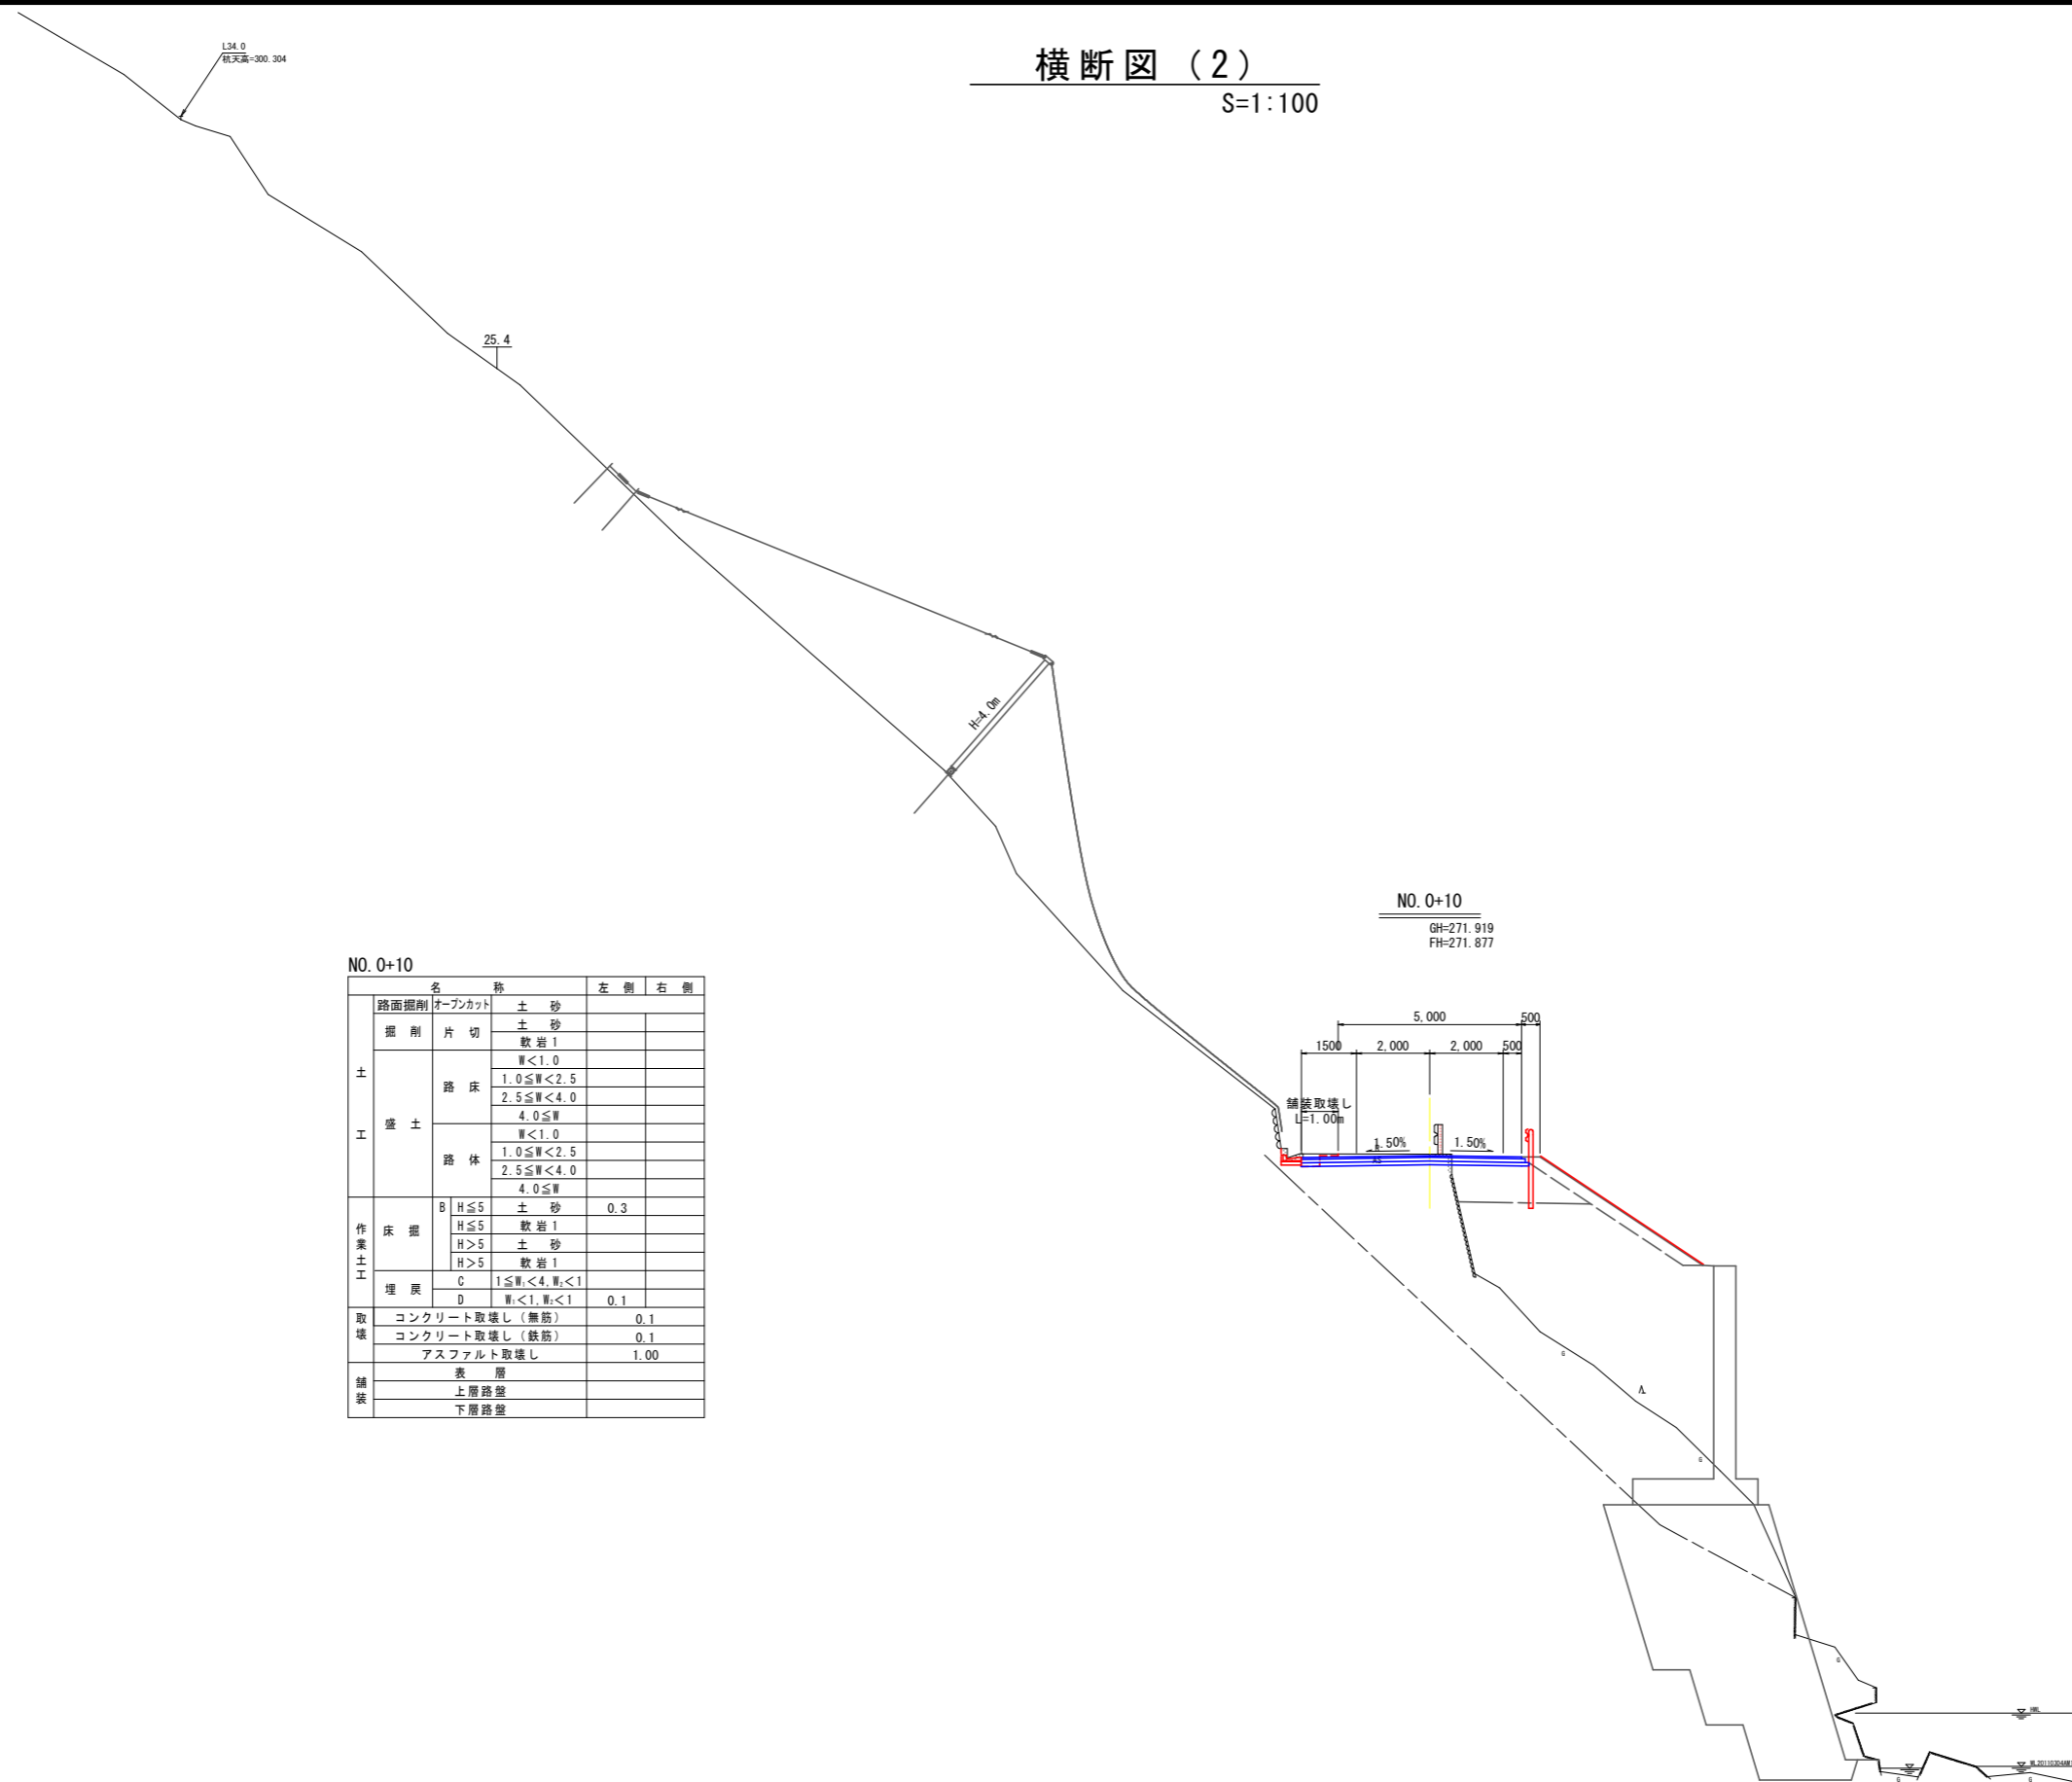 横断図（2）
S=1:100
L34.0
杭天高=300.304
25.4
H=4.0m
NO.0+10
GH=271.919
FH=271.877
5,000 500
1500 2,000 2,000 500
舗装取壊し
L=1.00m
1.50% 1.50%
NO.0+10
名 称 左 側 右 側
土 工
路面掘削 オープンカット 土 砂
掘 削 片 切 土 砂
軟岩1
盛 土 路 床 W＜1.0
1.0≦W＜2.5
2.5≦W＜4.0
4.0≦W
路 体 W＜1.0
1.0≦W＜2.5
2.5≦W＜4.0
4.0≦W
作業土工
床 掘 B H≦5 土 砂 0.3
H≦5 軟岩1
H＞5 土 砂
H＞5 軟岩1
埋 戻 C 1≦W₁＜4,W₂＜1
D W₁＜1,W₂＜1 0.1
取壊
コンクリート取壊し（無筋） 0.1
コンクリート取壊し（鉄筋） 0.1
アスファルト取壊し 1.00
舗装
表 層
上層路盤
下層路盤
G
G
G
HWL
G
G